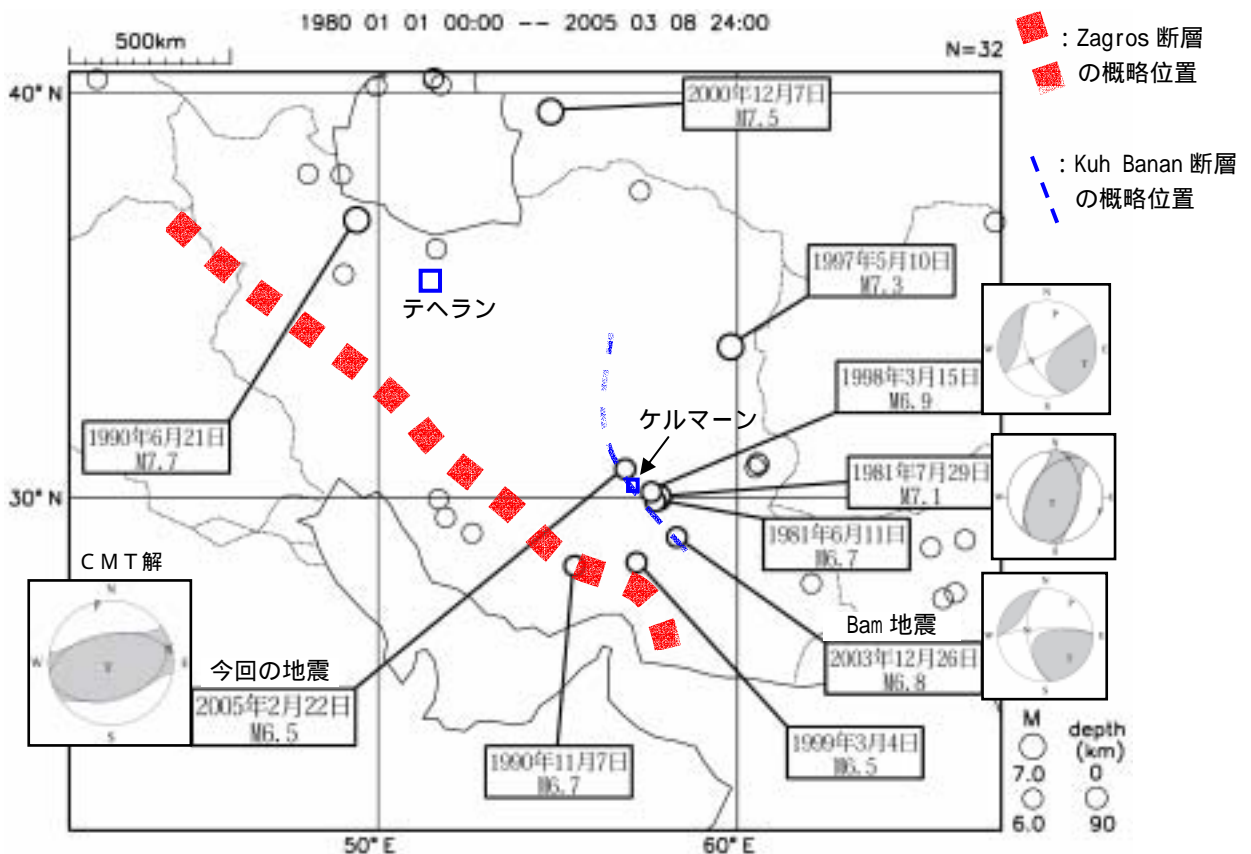 1980 01 01 00:00 -- 2005 03 08 24:00
500km
N=32
: Zagros 断層
の概略位置
: Kuh Banan 断層
の概略位置
40°N
2000年12月7日
M7.5
1997年5月10日
M7.3
テヘラン
1998年3月15日
M6.9
ケルマーン
1990年6月21日
M7.7
1981年7月29日
M7.1
30°N
1981年6月11日
M6.7
CMT解
Bam 地震
2003年12月26日
M6.8
今回の地震
2005年2月22日
M6.5
1999年3月4日
M6.5
1990年11月7日
M6.7
M
7.0
6.0
depth
(km)
0
90
50°E
60°E
N
P
W
E
T
S
N
P
W
T
S
N
W
E
T
S
N
P
W
E
T
S